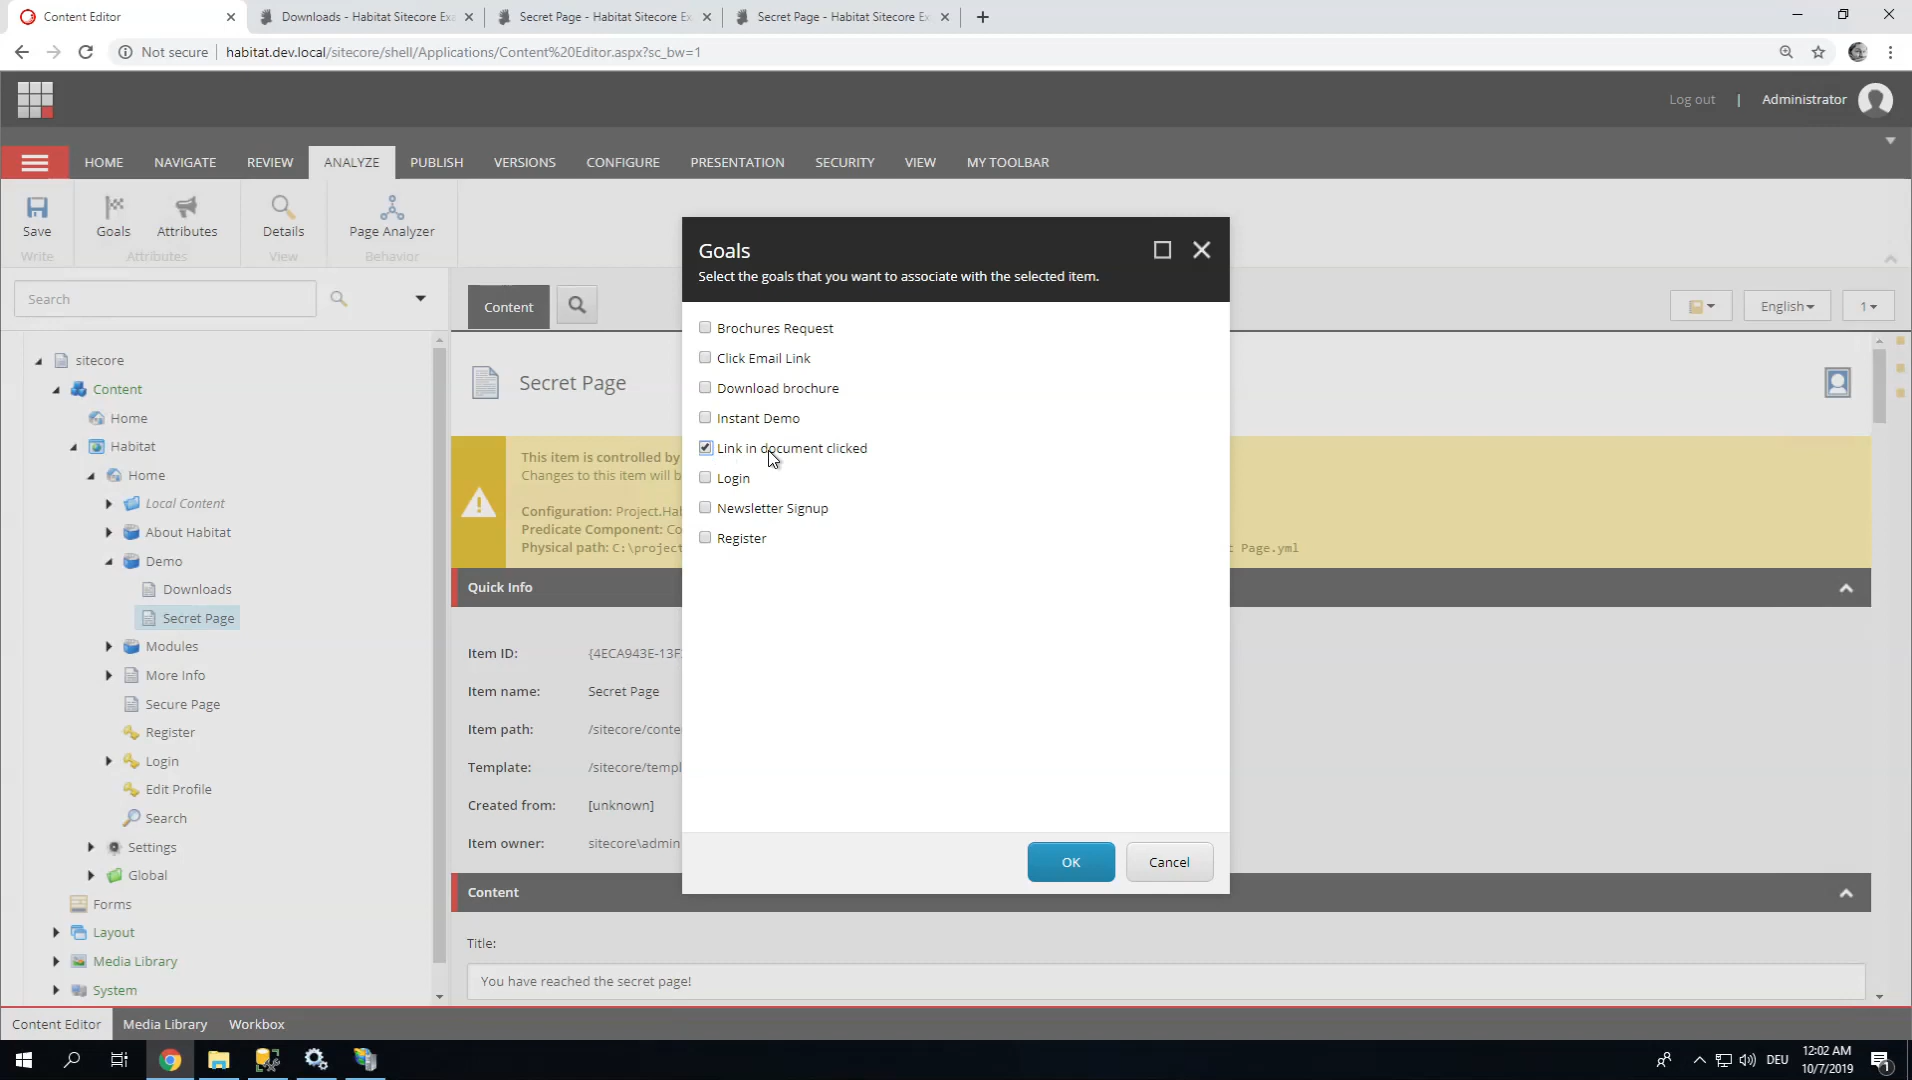 Content Editor
Downloads - Habitat Sitecore Exa
Secret Page - Habitat Sitecore E
Secret Page - Habitat Sitecore E
Not secure
habitat.dev.local/sitecore/shell/Applications/Content%20Editor.aspx?sc_bw=1
Log out | Administrator
HOME NAVIGATE REVIEW ANALYZE PUBLISH VERSIONS CONFIGURE PRESENTATION SECURITY VIEW MY TOOLBAR
Save Goals Attributes Details Page Analyzer
Write Attributes View Behavior
Search
sitecore
Content
Home
Habitat
Home
Local Content
About Habitat
Demo
Downloads
Secret Page
Modules
More Info
Secure Page
Register
Login
Edit Profile
Search
Settings
Global
Forms
Layout
Media Library
System
Content
English
1
Secret Page
This item is controlled by
Changes to this item will b
Configuration: Project.Ha
Predicate Component: Co
Physical path: C:\project
Page.yml
Quick Info
Item ID: {4ECA943E-13F
Item name: Secret Page
Item path: /sitecore/conte
Template: /sitecore/templ
Created from: [unknown]
Item owner: sitecore\admin
Content
Title:
You have reached the secret page!
Goals
Select the goals that you want to associate with the selected item.
Brochures Request
Click Email Link
Download brochure
Instant Demo
Link in document clicked
Login
Newsletter Signup
Register
OK
Cancel
Content Editor Media Library Workbox
DEU
12:02 AM
10/7/2019
1